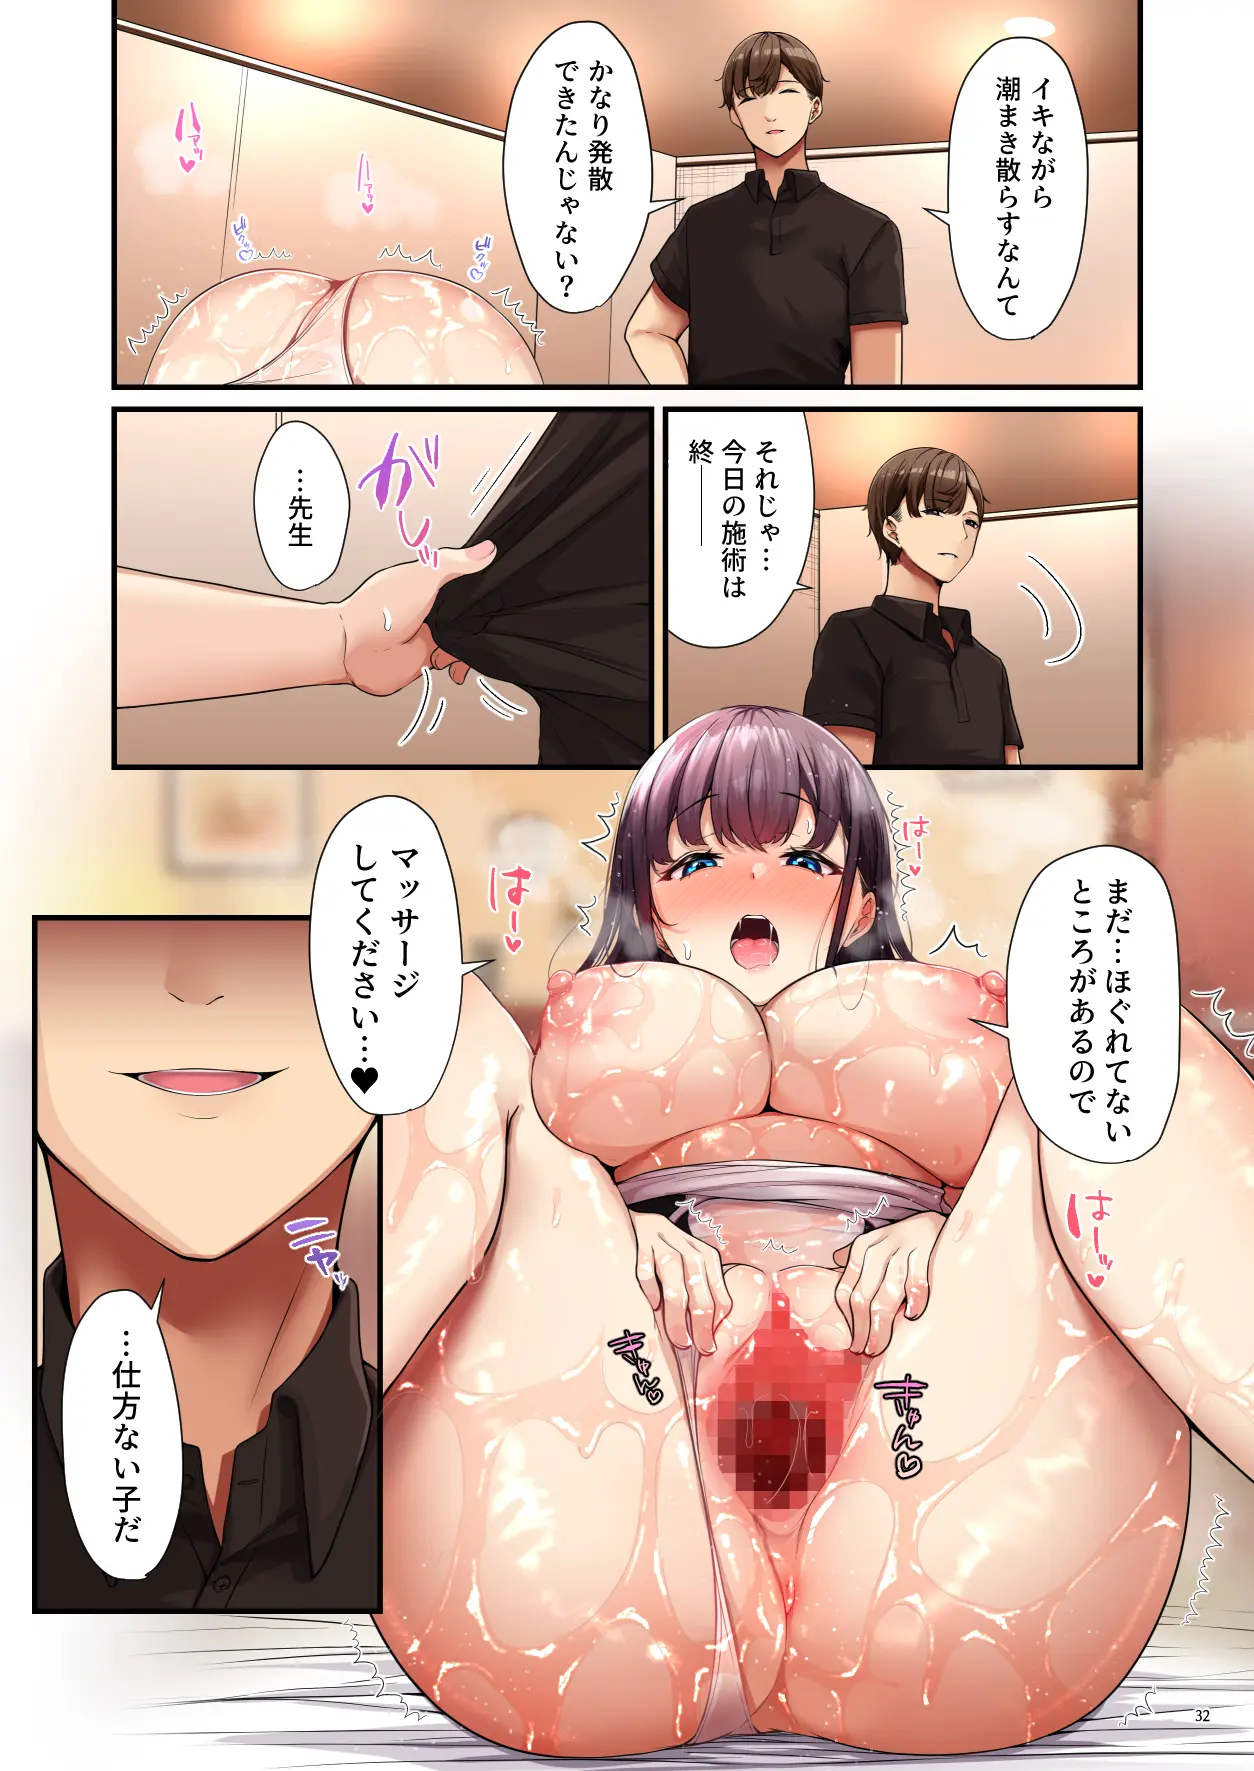 イキながら
潮まき散らすなんて
かなり発散
できたんじゃない?
ハァッ♥
ハァッ♥
ビクッ♡
ビクッ♡
それじゃ…
今日の施術は
終――
…先生
がしッ
まだ…ほぐれてない
ところがあるので
マッサージ
してください…♥
はーー♥
はーー♥
はーッ♥
きゅん♡
きゅん♡
ニヤッ
…仕方ない子だ
32